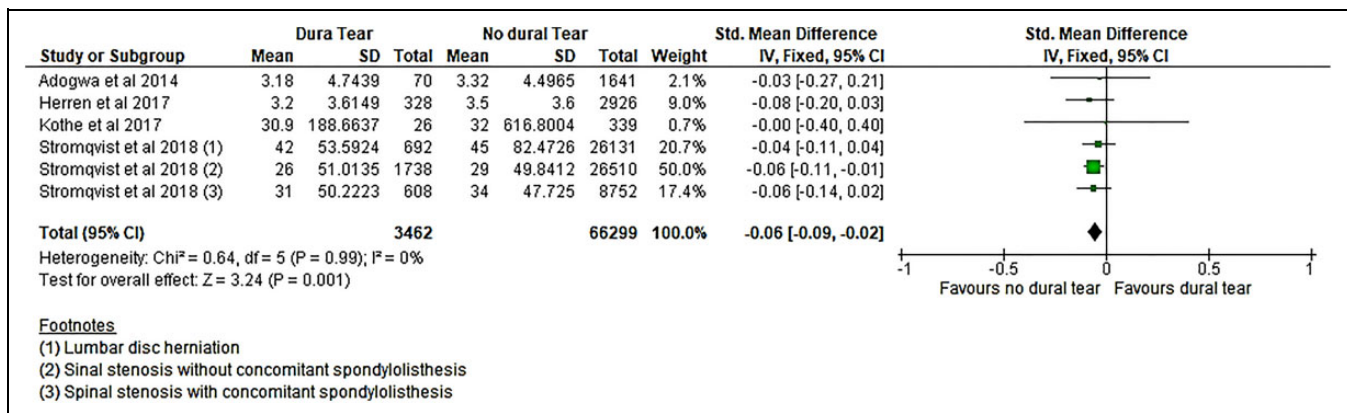 Dura Tear No dural Tear Std. Mean Difference Std. Mean Difference
Study or Subgroup Mean SD Total Mean SD Total Weight IV, Fixed, 95% CI IV, Fixed, 95% CI
Adogwa et al 2014 3.18 4.7439 70 3.32 4.4965 1641 2.1% -0.03 [-0.27, 0.21]
Herren et al 2017 3.2 3.6149 328 3.5 3.6 2926 9.0% -0.08 [-0.20, 0.03]
Kothe et al 2017 30.9 188.6637 26 32 616.8004 339 0.7% -0.00 [-0.40, 0.40]
Stromqvist et al 2018 (1) 42 53.5924 692 45 82.4726 26131 20.7% -0.04 [-0.11, 0.04]
Stromqvist et al 2018 (2) 26 51.0135 1738 29 49.8412 26510 50.0% -0.06 [-0.11, -0.01]
Stromqvist et al 2018 (3) 31 50.2223 608 34 47.725 8752 17.4% -0.06 [-0.14, 0.02]
Total (95% CI) 3462 66299 100.0% -0.06 [-0.09, -0.02]
Heterogeneity: Chi² = 0.64, df = 5 (P = 0.99); I² = 0%
Test for overall effect: Z = 3.24 (P = 0.001)
-1 -0.5 0 0.5 1
Favours no dural tear Favours dural tear
Footnotes
(1) Lumbar disc herniation
(2) Sinal stenosis without concomitant spondylolisthesis
(3) Spinal stenosis with concomitant spondylolisthesis